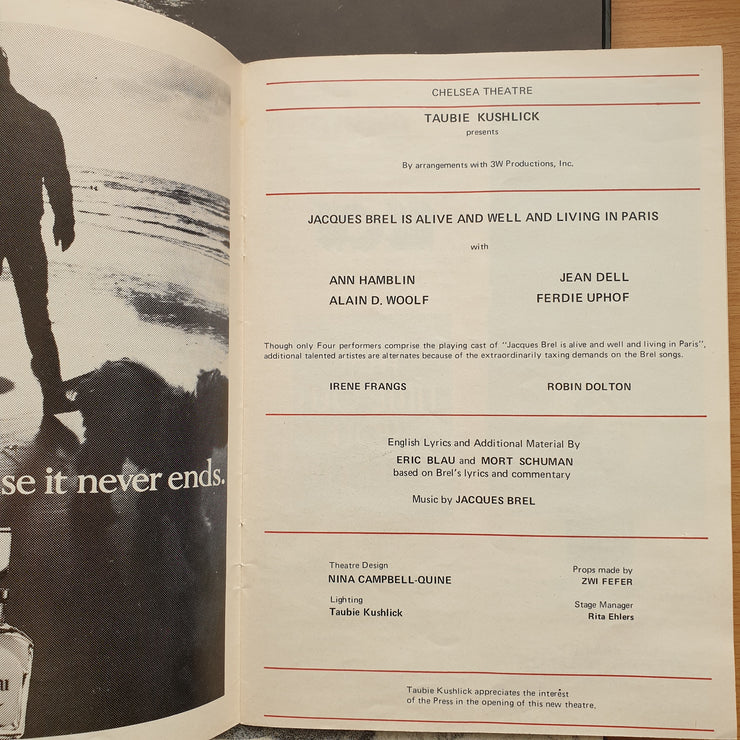 se it never ends.
u
CHELSEA THEATRE
TAUBIE KUSHLICK
presents
By arrangements with 3W Productions, Inc.
JACQUES BREL IS ALIVE AND WELL AND LIVING IN PARIS
with
ANN HAMBLIN JEAN DELL
ALAIN D. WOOLF FERDIE UPHOF
Though only Four performers comprise the playing cast of "Jacques Brel is alive and well and living in Paris",
additional talented artistes are alternates because of the extraordinarily taxing demands on the Brel songs.
IRENE FRANGS ROBIN DOLTON
English Lyrics and Additional Material By
ERIC BLAU and MORT SCHUMAN
based on Brel's lyrics and commentary
Music by JACQUES BREL
Theatre Design
NINA CAMPBELL-QUINE
Props made by
ZWI FEFER
Lighting
Taubie Kushlick
Stage Manager
Rita Ehlers
Taubie Kushlick appreciates the interest
of the Press in the opening of this new theatre.